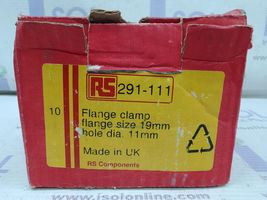 RS 291-111
10
Flange clamp
flange size 19mm
hole dia. 11mm
Made in UK
RS Components
https://www.isolonline.com